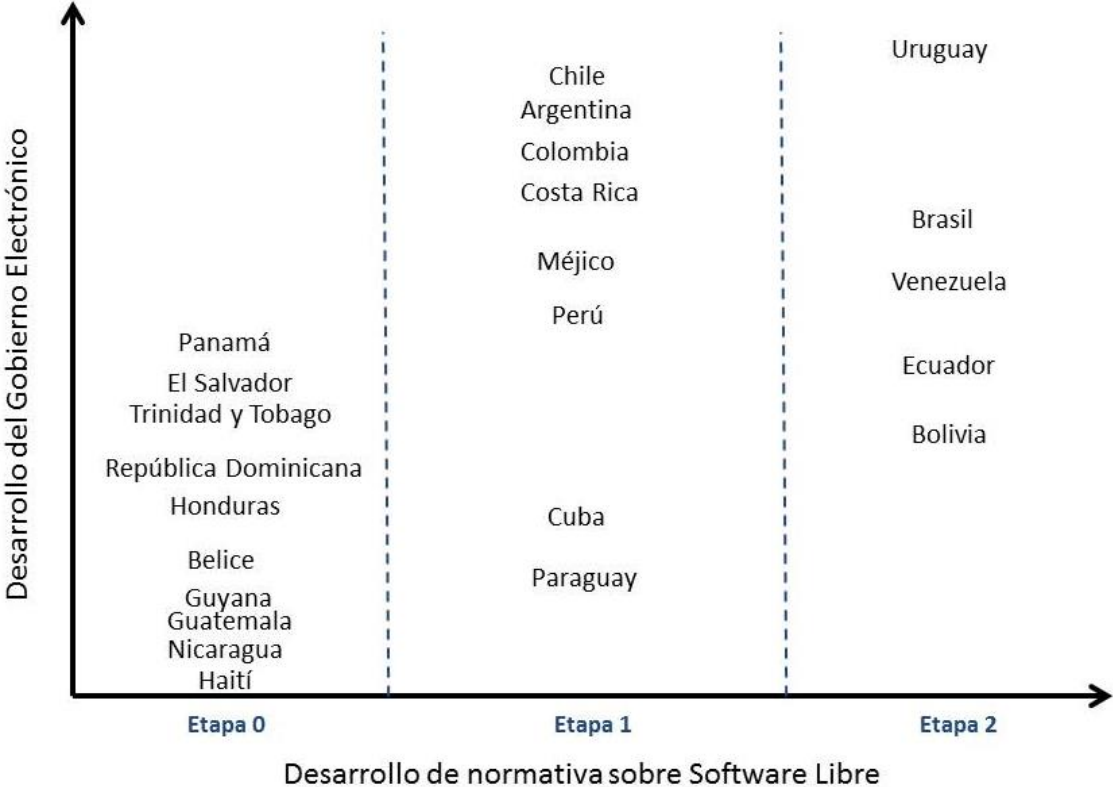 Desarrollo del Gobierno Electrónico
Panamá
El Salvador
Trinidad y Tobago
República Dominicana
Honduras
Belice
Guyana
Guatemala
Nicaragua
Haití
Chile
Argentina
Colombia
Costa Rica
Méjico
Perú
Cuba
Paraguay
Uruguay
Brasil
Venezuela
Ecuador
Bolivia
Etapa 0
Etapa 1
Etapa 2
Desarrollo de normativa sobre Software Libre